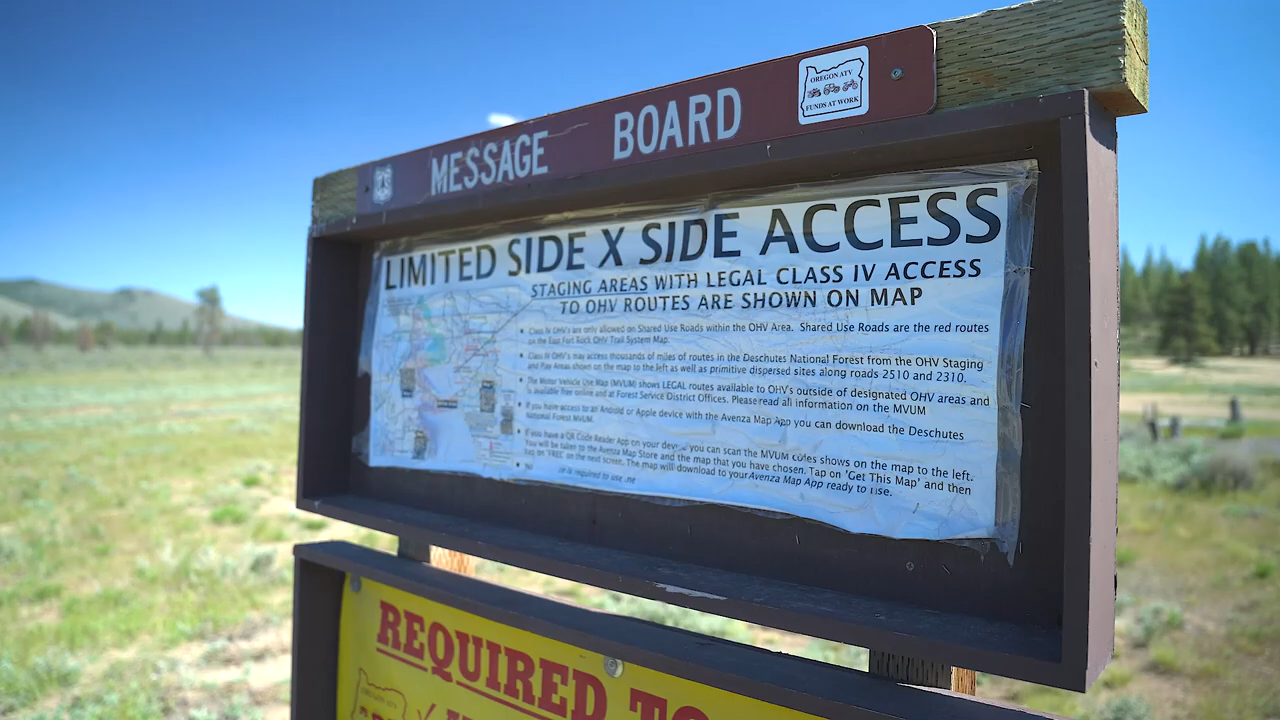 MESSAGE BOARD
OREGON ATV
FUNDS AT WORK
LIMITED SIDE X SIDE ACCESS
STAGING AREAS WITH LEGAL CLASS IV ACCESS
TO OHV ROUTES ARE SHOWN ON MAP
• Class IV OHV's are only allowed on Shared Use Roads within the OHV Area. Shared Use Roads are the red routes
on the East Fort Rock OHV Trail System Map.
• Class IV OHV's may access thousands of miles of routes in the Deschutes National Forest from the OHV Staging
and Play Areas shown on the map to the left as well as primitive dispersed sites along roads 2510 and 2310.
• The Motor Vehicle Use Map (MVUM) shows LEGAL routes available to OHV's outside of designated OHV areas and
is available free online and at Forest Service District Offices. Please read all information on the MVUM
• If you have access to an Android or Apple device with the Avenza Map App you can download the Deschutes
National Forest MVUM.
• If you have a QR Code Reader App on your device you can scan the MVUM codes shows on the map to the left.
You will be taken to the Avenza Map Store and the map that you have chosen. Tap on 'Get This Map' and then
tap on 'FREE' on the next screen. The map will download to your Avenza Map App ready to use.
• No is required to use
REQUIRED TO
OREGON ATV